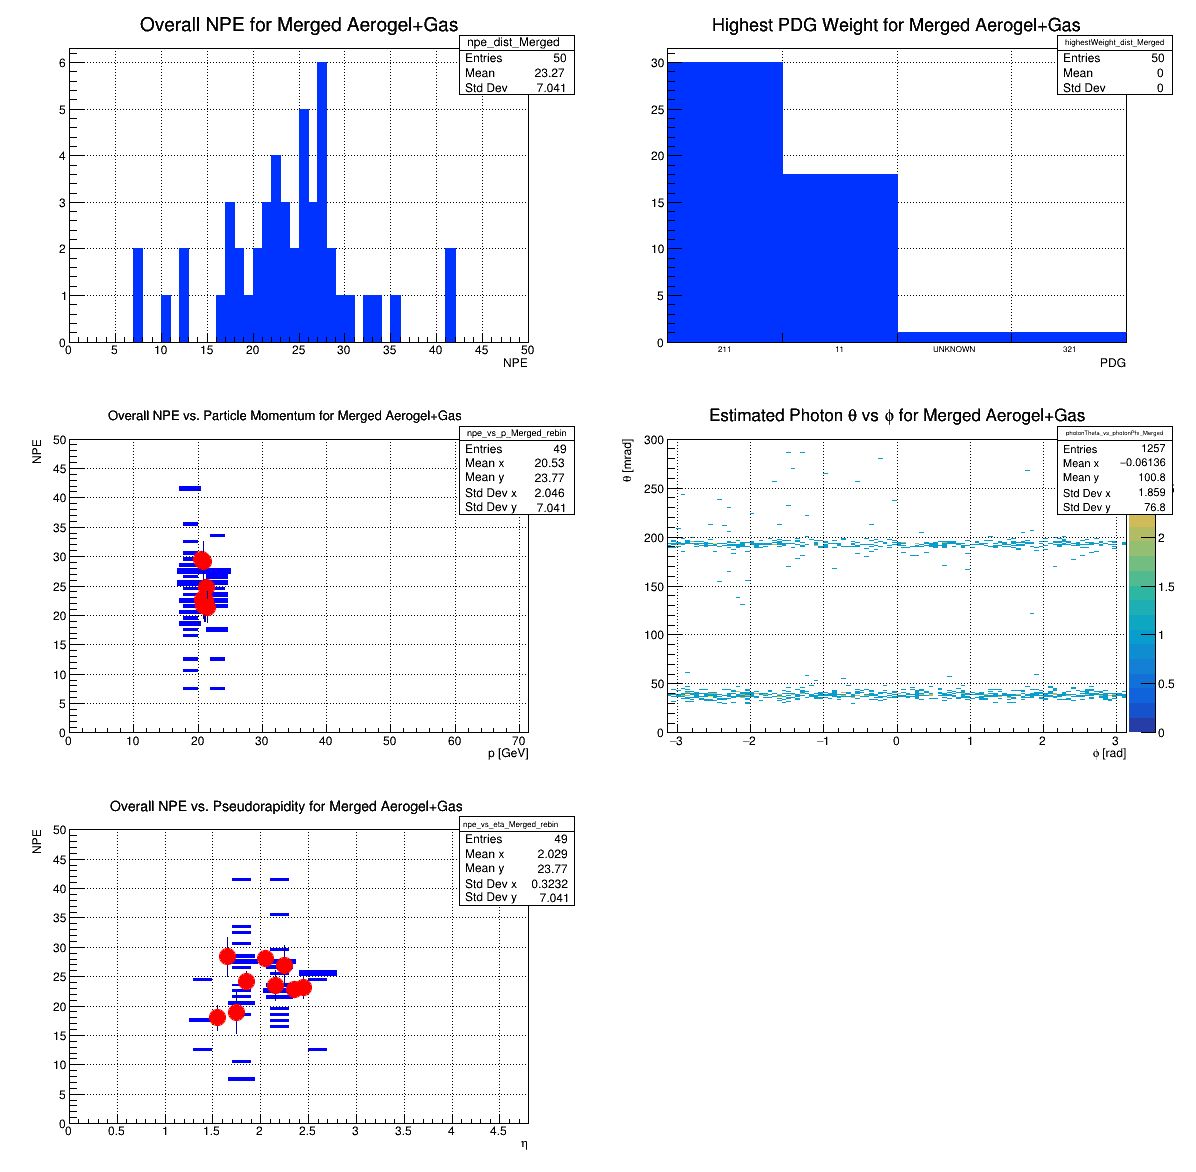 Overall NPE for Merged Aerogel+Gas
npe_dist_Merged
Entries 50
Mean 23.27
Std Dev 7.041
6
5
4
3
2
1
0
0 5 10 15 20 25 30 35 40 45 50
NPE
Highest PDG Weight for Merged Aerogel+Gas
highestWeight_dist_Merged
Entries 50
Mean 0
Std Dev 0
30
25
20
15
10
5
0
211 11 UNKNOWN 321
PDG
Overall NPE vs. Particle Momentum for Merged Aerogel+Gas
npe_vs_p_Merged_rebin
Entries 49
Mean x 20.53
Mean y 23.77
Std Dev x 2.046
Std Dev y 7.041
NPE
50
45
40
35
30
25
20
15
10
5
0
0 10 20 30 40 50 60 70
p [GeV]
Estimated Photon θ vs ϕ for Merged Aerogel+Gas
photonTheta_vs_photonPhi_Merged
Entries 1257
Mean x −0.06136
Mean y 100.8
Std Dev x 1.859
Std Dev y 76.8
θ [mrad]
300
250
200
150
100
50
0
−3 −2 −1 0 1 2 3
ϕ [rad]
2
1.5
1
0.5
0
Overall NPE vs. Pseudorapidity for Merged Aerogel+Gas
npe_vs_eta_Merged_rebin
Entries 49
Mean x 2.029
Mean y 23.77
Std Dev x 0.3232
Std Dev y 7.041
NPE
50
45
40
35
30
25
20
15
10
5
0
0 0.5 1 1.5 2 2.5 3 3.5 4 4.5
η